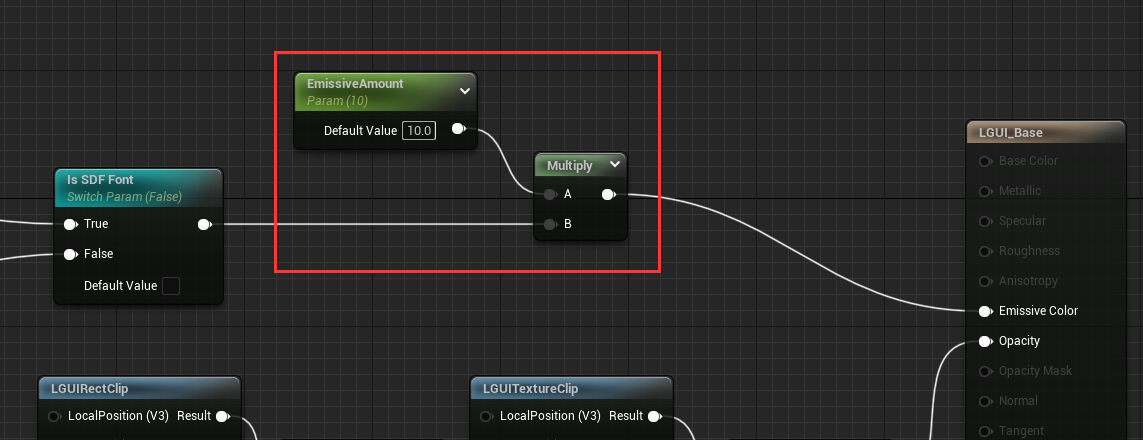 EmissiveAmount
Param (10)
Default Value 10.0
Is SDF Font
Switch Param (False)
True
False
Default Value
Multiply
A
B
LGUI_Base
Base Color
Metallic
Specular
Roughness
Anisotropy
Emissive Color
Opacity
Opacity Mask
Normal
Tangent
LGUIRectClip
LocalPosition (V3) Result
LGUITextureClip
LocalPosition (V3) Result